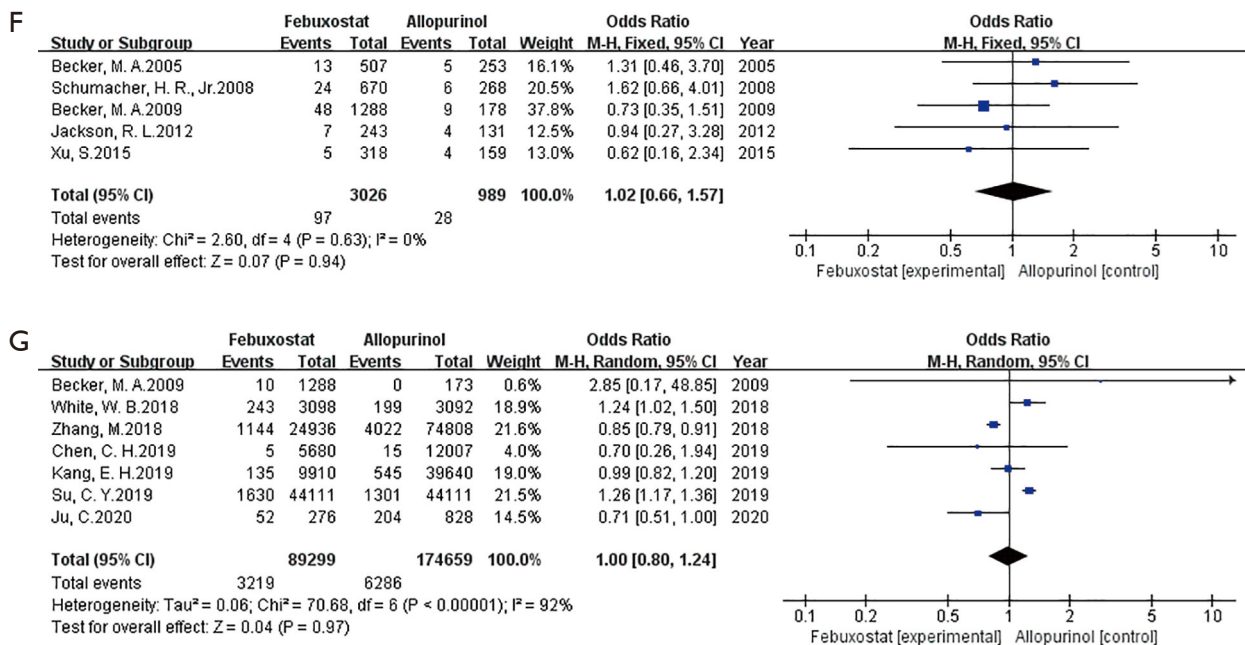 F
Febuxostat Allopurinol Odds Ratio Odds Ratio
Study or Subgroup Events Total Events Total Weight M-H, Fixed, 95% CI Year M-H, Fixed, 95% CI
Becker, M. A.2005 13 507 5 253 16.1% 1.31 [0.46, 3.70] 2005
Schumacher, H. R., Jr.2008 24 670 6 268 20.5% 1.62 [0.66, 4.01] 2008
Becker, M. A.2009 48 1288 9 178 37.8% 0.73 [0.35, 1.51] 2009
Jackson, R. L.2012 7 243 4 131 12.5% 0.94 [0.27, 3.28] 2012
Xu, S.2015 5 318 4 159 13.0% 0.62 [0.16, 2.34] 2015
Total (95% CI) 3026 989 100.0% 1.02 [0.66, 1.57]
Total events 97 28
Heterogeneity: Chi² = 2.60, df = 4 (P = 0.63); I² = 0%
Test for overall effect: Z = 0.07 (P = 0.94)
0.1 0.2 0.5 1 2 5 10
Febuxostat [experimental] Allopurinol [control]
G
Febuxostat Allopurinol Odds Ratio Odds Ratio
Study or Subgroup Events Total Events Total Weight M-H, Random, 95% CI Year M-H, Random, 95% CI
Becker, M. A.2009 10 1288 0 173 0.6% 2.85 [0.17, 48.85] 2009
White, W. B.2018 243 3098 199 3092 18.9% 1.24 [1.02, 1.50] 2018
Zhang, M.2018 1144 24936 4022 74808 21.6% 0.85 [0.79, 0.91] 2018
Chen, C. H.2019 5 5680 15 12007 4.0% 0.70 [0.26, 1.94] 2019
Kang, E. H.2019 135 9910 545 39640 19.0% 0.99 [0.82, 1.20] 2019
Su, C. Y.2019 1630 44111 1301 44111 21.5% 1.26 [1.17, 1.36] 2019
Ju, C.2020 52 276 204 828 14.5% 0.71 [0.51, 1.00] 2020
Total (95% CI) 89299 174659 100.0% 1.00 [0.80, 1.24]
Total events 3219 6286
Heterogeneity: Tau² = 0.06; Chi² = 70.68, df = 6 (P < 0.00001); I² = 92%
Test for overall effect: Z = 0.04 (P = 0.97)
0.1 0.2 0.5 1 2 5 10
Febuxostat [experimental] Allopurinol [control]